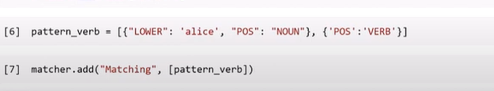 [6] pattern_verb = [{"LOWER": 'alice', "POS": "NOUN"}, {'POS':'VERB'}]
[7] matcher.add("Matching", [pattern_verb])